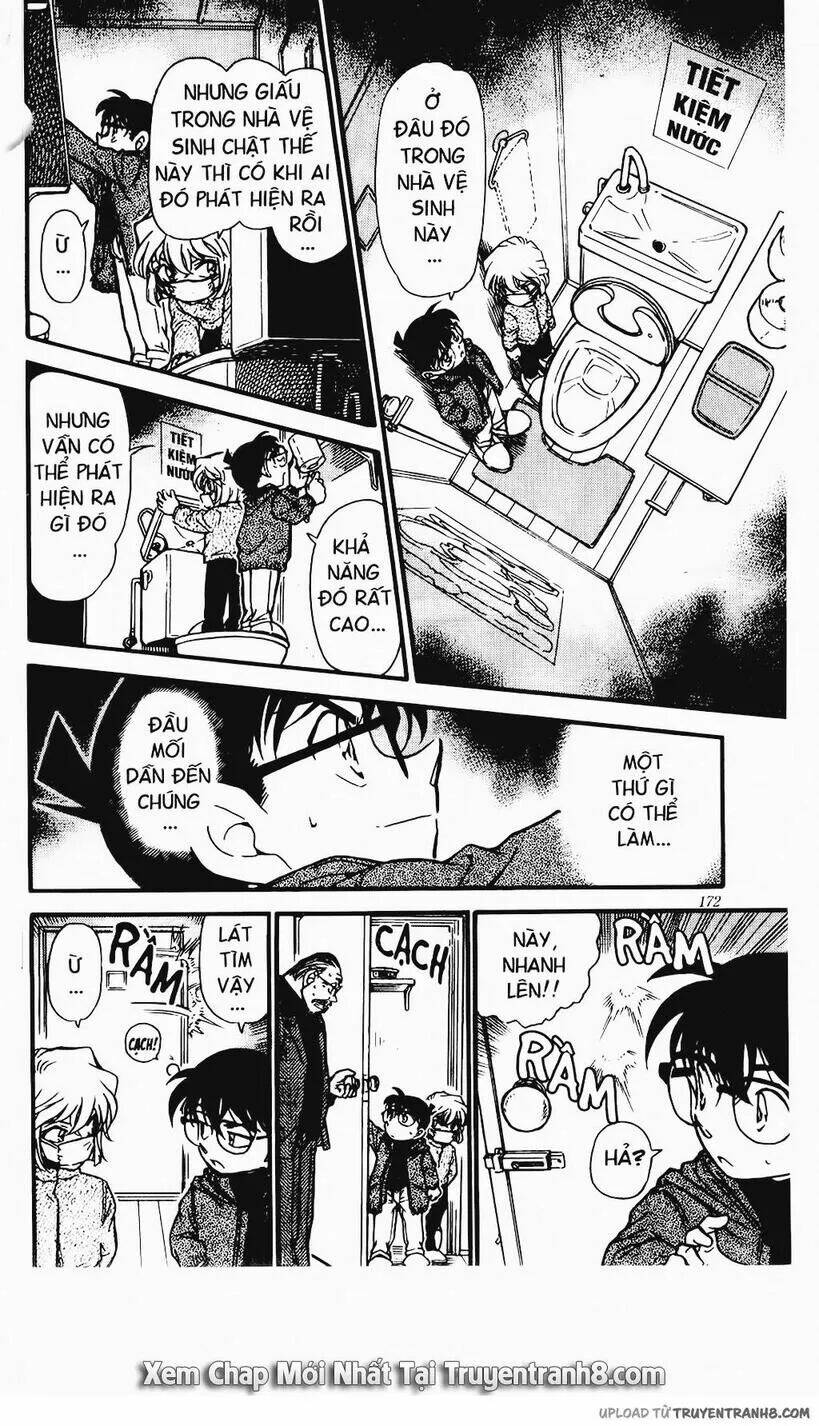 TIẾT
KIỆM
NƯỚC
Ở
ĐÂU ĐÓ
TRONG
NHÀ VỆ
SINH
NÀY
...
NHƯNG GIẤU
TRONG NHÀ VỆ
SINH CHẬT THẾ
NÀY THÌ CÓ KHI AI
ĐÓ PHÁT HIỆN RA
RỒI
...
Ừ
...
NHƯNG
VẪN CÓ
THỂ PHÁT
HIỆN RA
GÌ ĐÓ
...
TIẾT
KIỆM
NƯỚC
KHẢ
NĂNG
ĐÓ RẤT
CAO...
MỘT
THỨ GÌ
CÓ THỂ
LÀM...
ĐẦU
MỐI
DẦN ĐẾN
CHÚNG
...
172
RẦM
NÀY,
NHANH
LÊN!!
RẦM
HẢ?
CẠCH
LÁT
TÌM
VẬY
...
RẦM
CẠCH!
Ừ
...
Xem Chap Mới Nhất Tại Truyentranh8.com
UPLOAD TỪ TRUYENTRANH8.COM